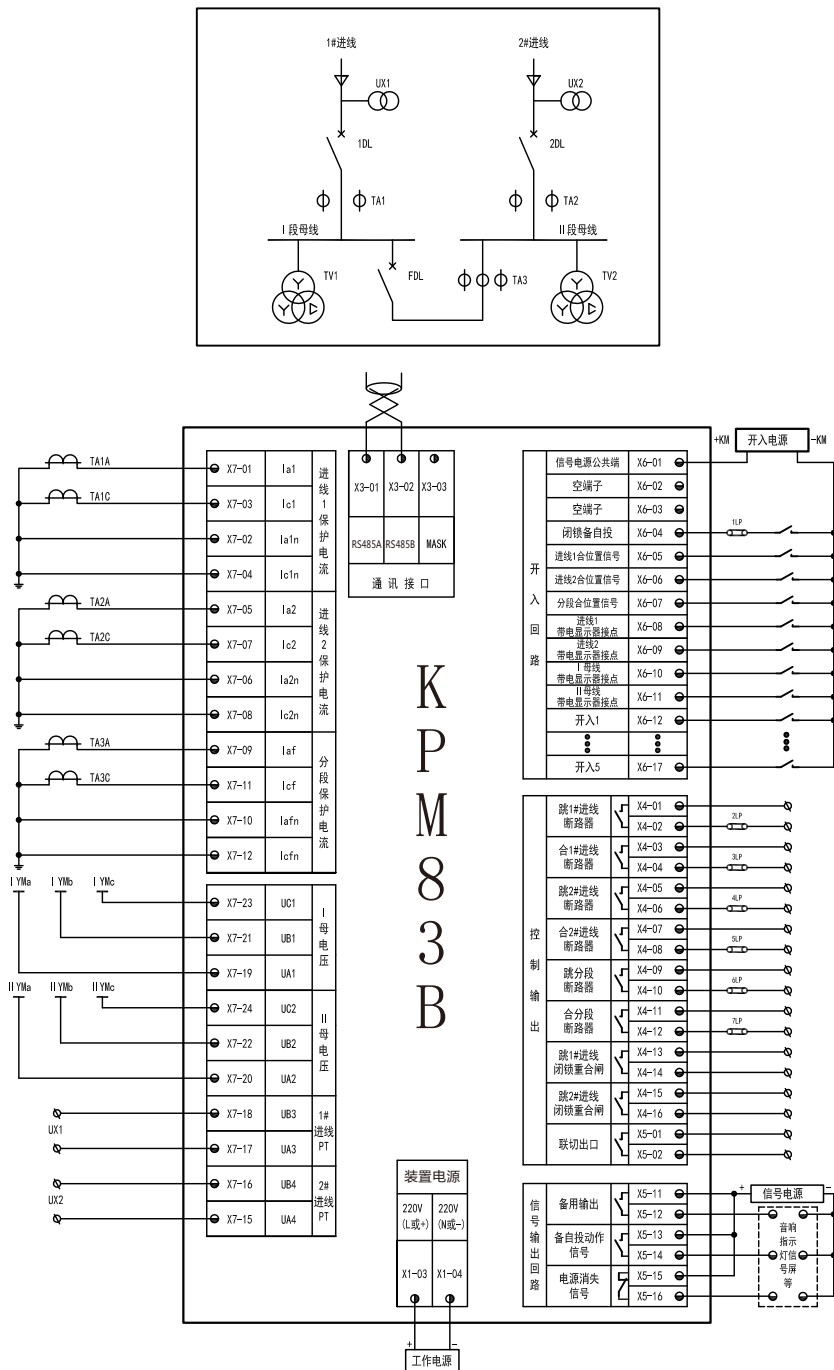 1#进线
2#进线
UX1
UX2
1DL
2DL
TA1
TA2
Ⅰ段母线
Ⅱ段母线
TV1
FDL
TA3
TV2
TA1A
TA1C
TA2A
TA2C
TA3A
TA3C
X7-01 Ia1
X7-03 Ic1
X7-02 Ia1n
X7-04 Ic1n
进线1保护电流
X7-05 Ia2
X7-07 Ic2
X7-06 Ia2n
X7-08 Ic2n
进线2保护电流
X7-09 Iaf
X7-11 Icf
X7-10 Iafn
X7-12 Icfn
分段保护电流
Ⅰ YMa Ⅰ YMb Ⅰ YMc
X7-23 UC1
X7-21 UB1
X7-19 UA1
Ⅰ母电压
Ⅱ YMa Ⅱ YMb Ⅱ YMc
X7-24 UC2
X7-22 UB2
X7-20 UA2
Ⅱ母电压
UX1
X7-18 UB3
X7-17 UA3
1#
进线
PT
UX2
X7-16 UB4
X7-15 UA4
2#
进线
PT
X3-01 X3-02 X3-03
RS485A RS485B MASK
通讯接口
KPM83B
装置电源
220V
(L或+)
220V
(N或-)
X1-03 X1-04
+ -
工作电源
+KM 开入电源 -KM
开入回路
信号电源公共端 X6-01
空端子 X6-02
空端子 X6-03
闭锁备自投 X6-04 1LP
进线1合位置信号 X6-05
进线2合位置信号 X6-06
分段合位置信号 X6-07
进线1
带电显示器接点 X6-08
进线2
带电显示器接点 X6-09
Ⅰ母线
带电显示器接点 X6-10
Ⅱ母线
带电显示器接点 X6-11
开入1 X6-12
开入5 X6-17
控制输出
跳1#进线
断路器
X4-01
X4-02 2LP
合1#进线
断路器
X4-03
X4-04 3LP
跳2#进线
断路器
X4-05
X4-06 4LP
合2#进线
断路器
X4-07
X4-08 5LP
跳分段
断路器
X4-09
X4-10 6LP
合分段
断路器
X4-11
X4-12 7LP
跳1#进线
闭锁重合闸
X4-13
X4-14
跳2#进线
闭锁重合闸
X4-15
X4-16
联切出口
X5-01
X5-02
信号输出回路
备用输出
X5-11
X5-12
备自投动作
信号
X5-13
X5-14
电源消失
信号
X5-15
X5-16
+ 信号电源 -
音响
指示
灯信
号屏
等